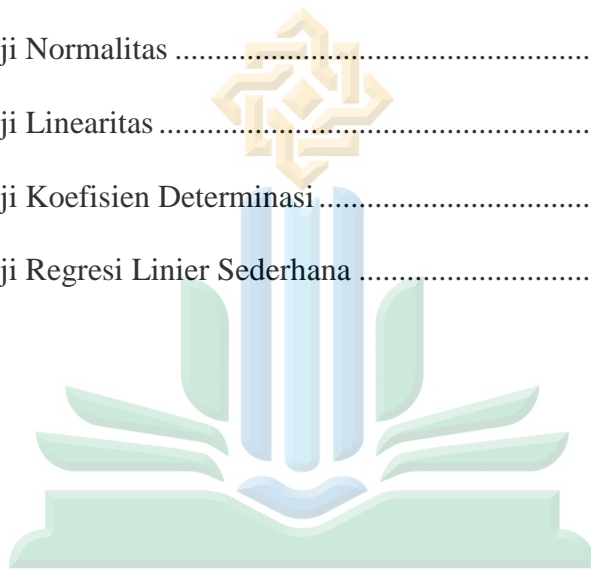 ji Normalitas ....................................................
ji Linearitas ......................................................
ji Koefisien Determinasi ..................................
ji Regresi Linier Sederhana .............................